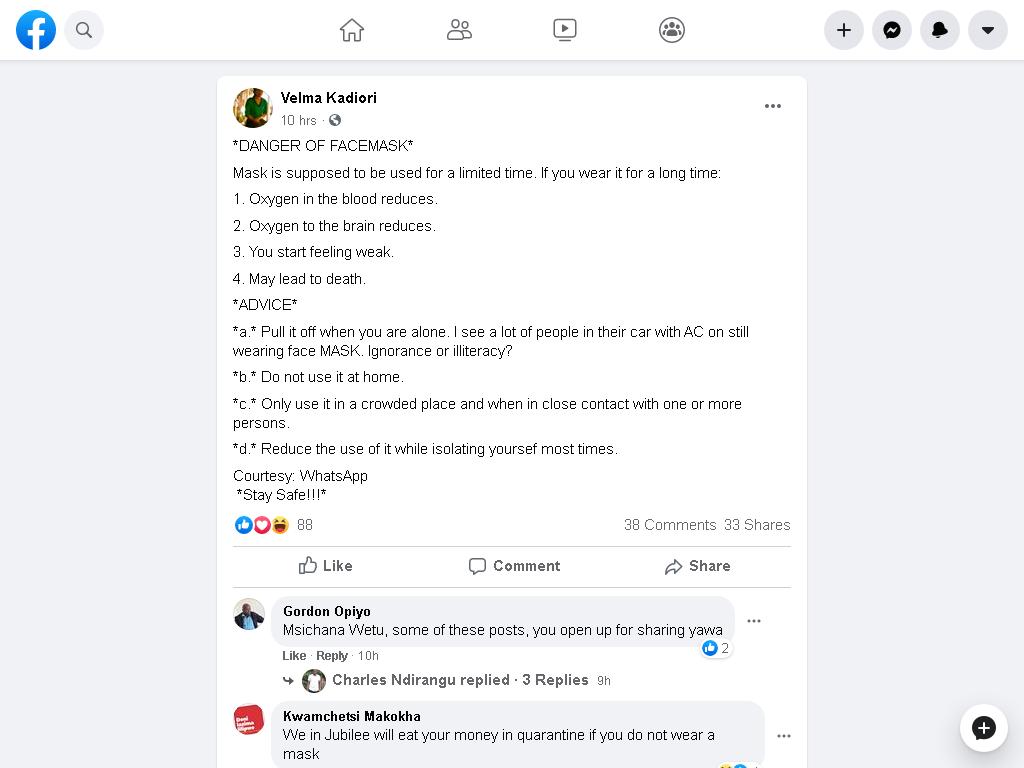 Velma Kadiori
10 hrs ·
*DANGER OF FACEMASK*
Mask is supposed to be used for a limited time. If you wear it for a long time:
1. Oxygen in the blood reduces.
2. Oxygen to the brain reduces.
3. You start feeling weak.
4. May lead to death.
*ADVICE*
*a.* Pull it off when you are alone. I see a lot of people in their car with AC on still
wearing face MASK. Ignorance or illiteracy?
*b.* Do not use it at home.
*c.* Only use it in a crowded place and when in close contact with one or more
persons.
*d.* Reduce the use of it while isolating yoursef most times.
Courtesy: WhatsApp
*Stay Safe!!!*
88
38 Comments 33 Shares
Like Comment Share
Gordon Opiyo
Msichana Wetu, some of these posts, you open up for sharing yawa
2
Like · Reply · 10h
Charles Ndirangu replied · 3 Replies 9h
Kwamchetsi Makokha
We in Jubilee will eat your money in quarantine if you do not wear a
mask